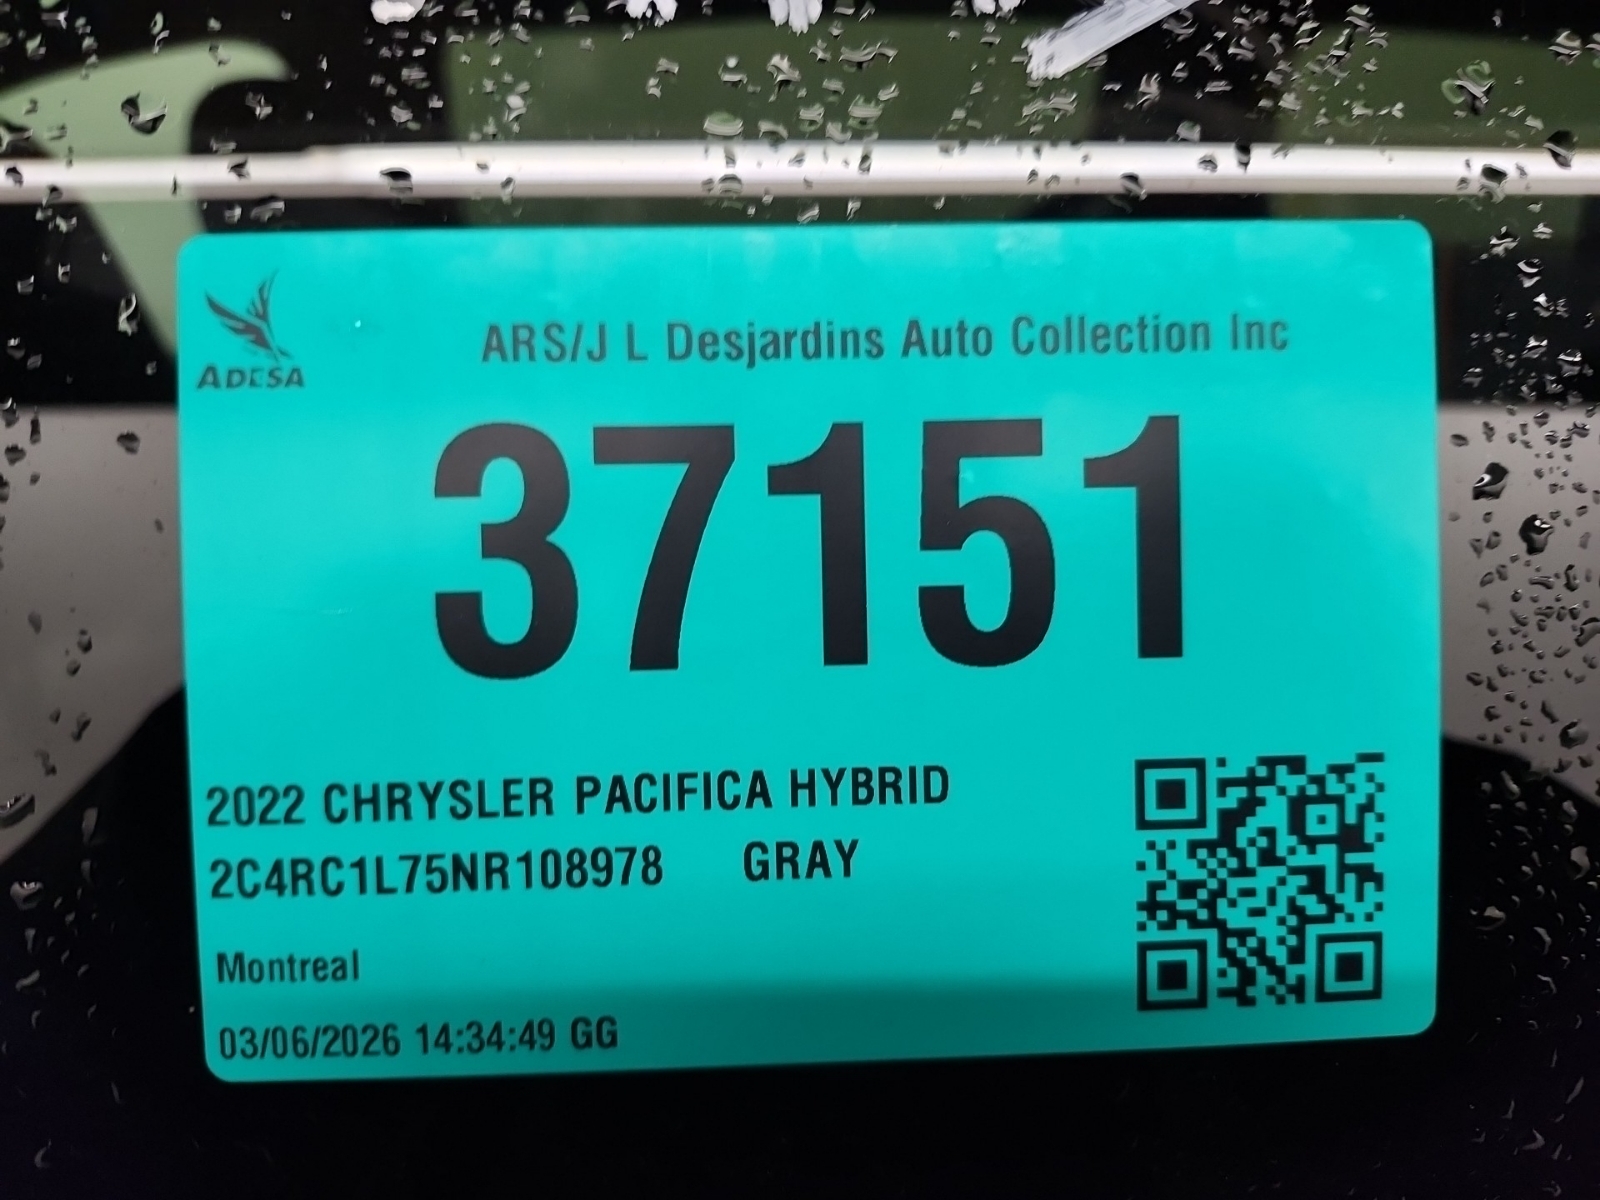 ADESA
ARS/J L Desjardins Auto Collection Inc
37151
2022 CHRYSLER PACIFICA HYBRID
2C4RC1L75NR108978 GRAY
Montreal
03/06/2026 14:34:49 GG